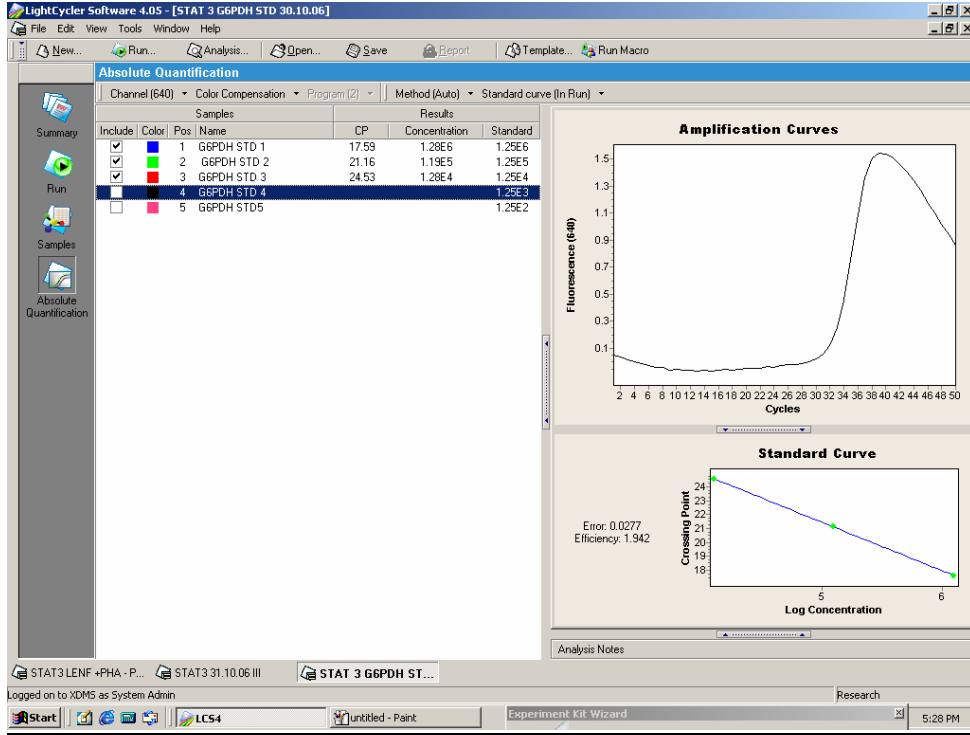 LightCycler Software 4.05 - [STAT 3 G6PDH STD 30.10.06]
File Edit View Tools Window Help
New... Run... Analysis... Open... Save Report Template... Run Macro
Absolute Quantification
Channel (640) Color Compensation Program (2) Method (Auto) Standard curve (In Run)
Samples Results
Include Color Pos Name CP Concentration Standard
1 G6PDH STD 1 17.59 1.28E6 1.25E6
2 G6PDH STD 2 21.16 1.19E5 1.25E5
3 G6PDH STD 3 24.53 1.28E4 1.25E4
4 G6PDH STD 4 1.25E3
5 G6PDH STD5 1.25E2
Summary
Run
Samples
Absolute
Quantification
Amplification Curves
Fluorescence (640)
1.5
1.3
1.1
0.9
0.7
0.5
0.3
0.1
2 4 6 8 10 12 14 16 18 20 22 24 26 28 30 32 34 36 38 40 42 44 46 48 50
Cycles
Standard Curve
Error: 0.0277
Efficiency: 1.942
Crossing Point
24
23
22
21
20
19
18
5 6
Log Concentration
Analysis Notes
STAT3 LENF +PHA - P... STAT3 31.10.06 III STAT 3 G6PDH ST...
Logged on to XDMS as System Admin Research
Start LCS4 untitled - Paint Experiment Kit Wizard 5:28 PM